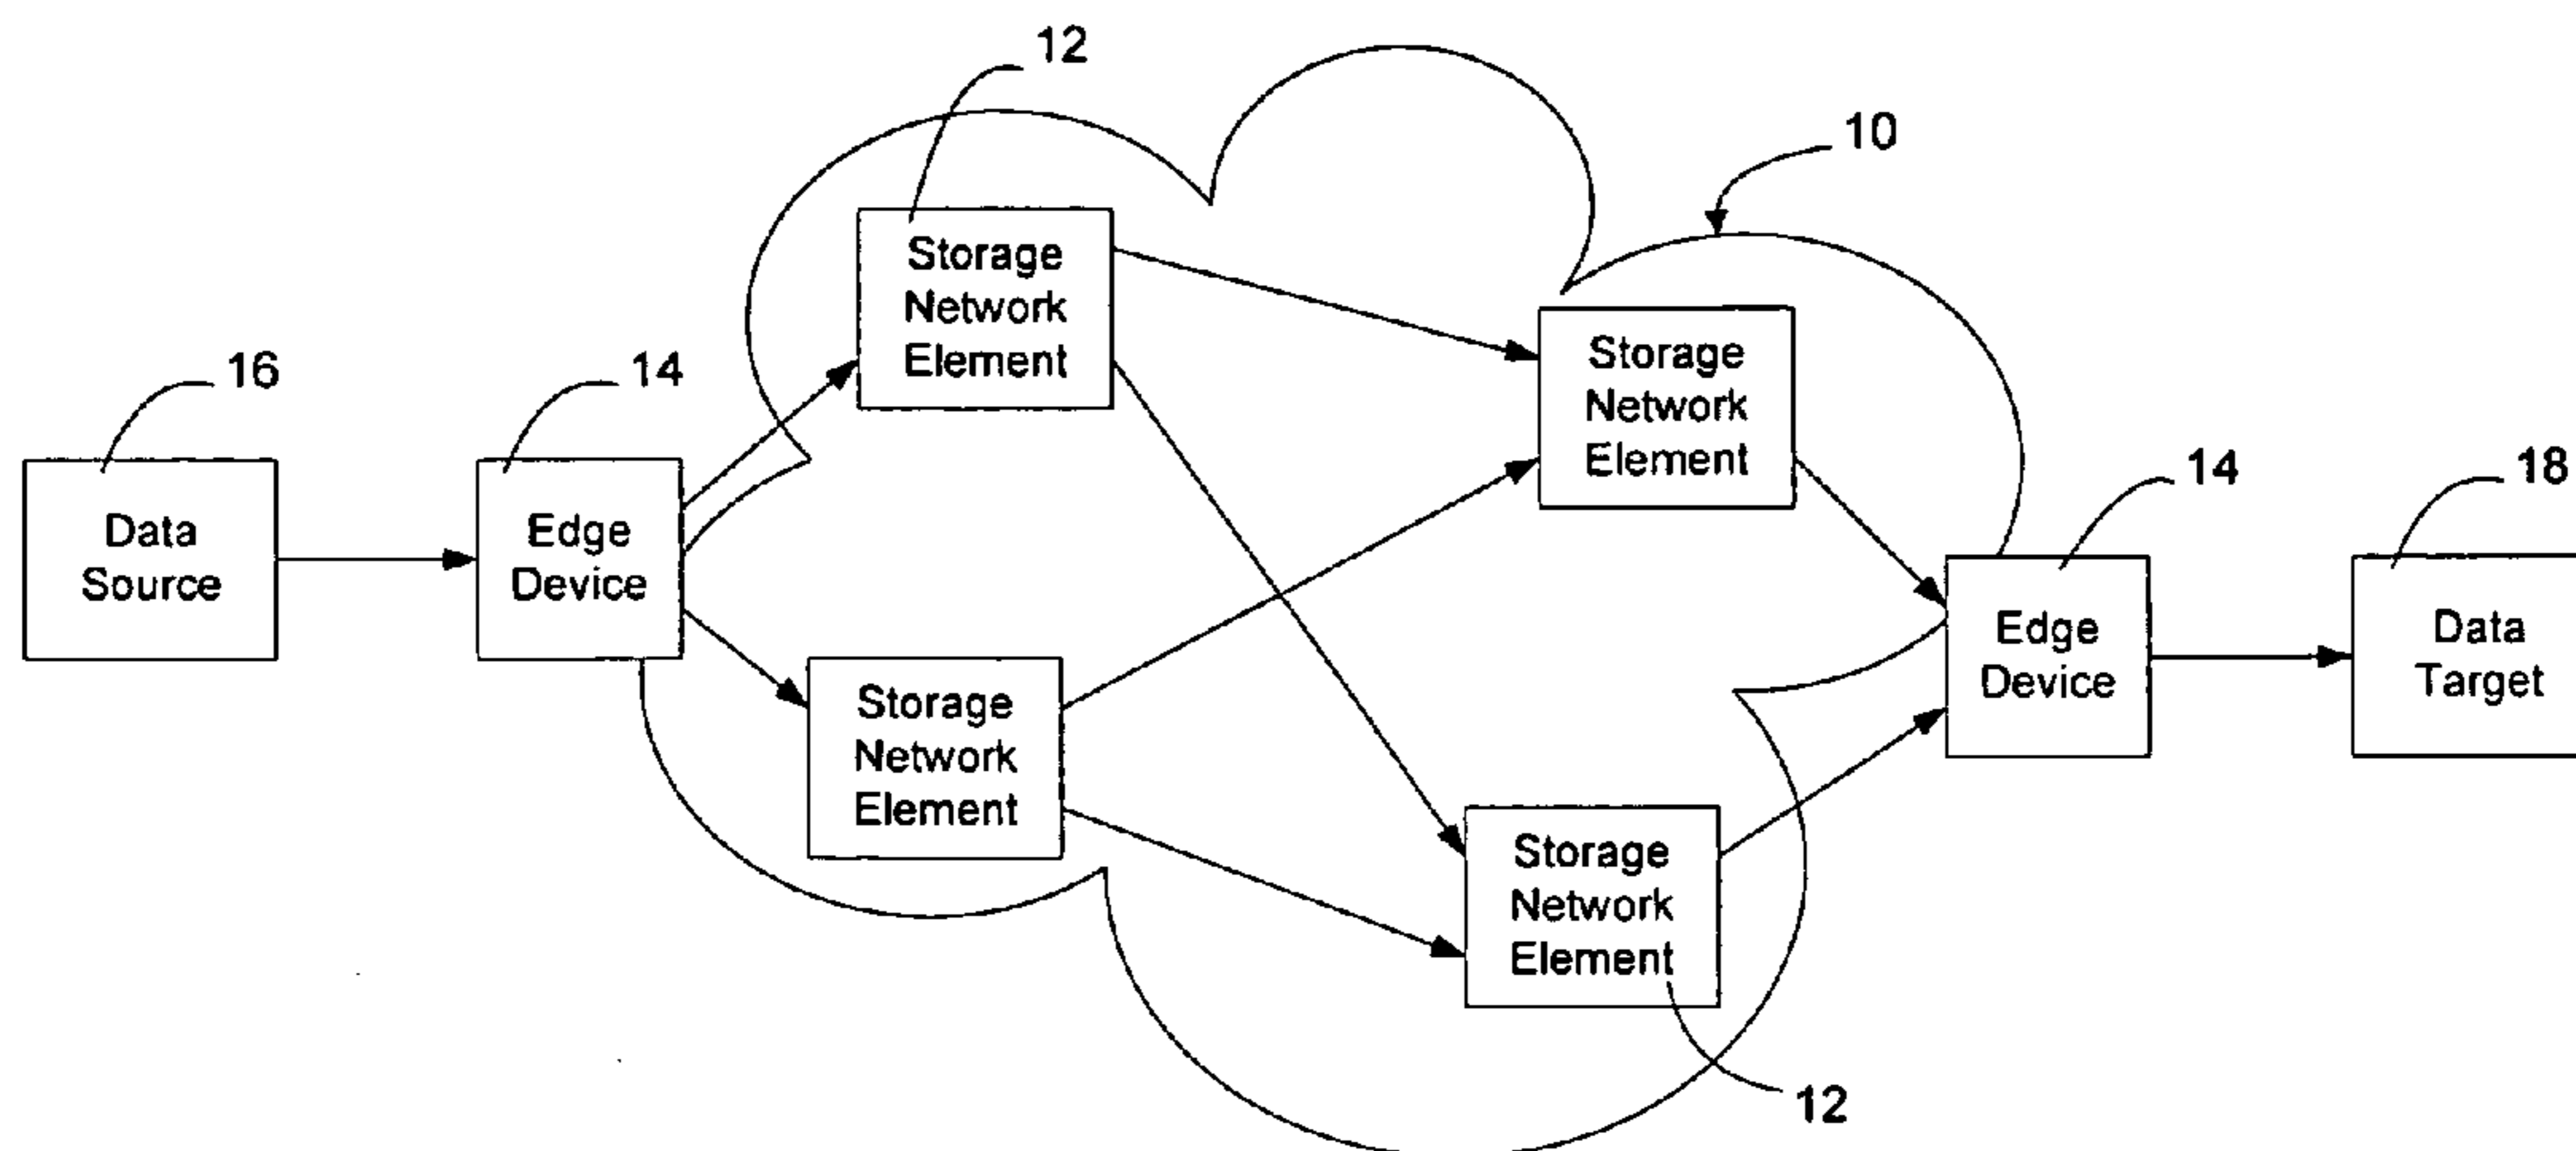 12
10
Storage
Network
Element
16
14
Storage
Network
Element
14
18
Data
Source
Edge
Device
Edge
Device
Data
Target
Storage
Network
Element
Storage
Network
Element
12